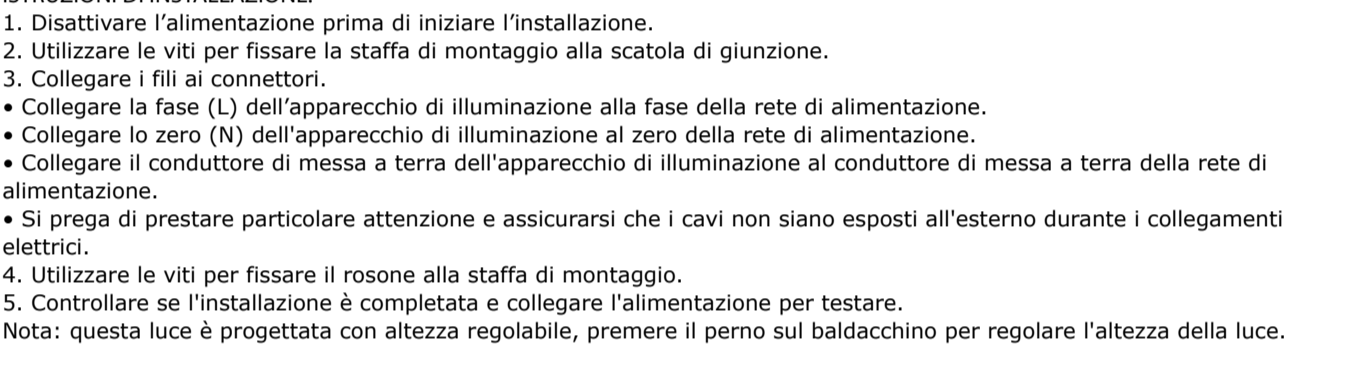 1. Disattivare l’alimentazione prima di iniziare l’installazione.
2. Utilizzare le viti per fissare la staffa di montaggio alla scatola di giunzione.
3. Collegare i fili ai connettori.
• Collegare la fase (L) dell’apparecchio di illuminazione alla fase della rete di alimentazione.
• Collegare lo zero (N) dell'apparecchio di illuminazione al zero della rete di alimentazione.
• Collegare il conduttore di messa a terra dell'apparecchio di illuminazione al conduttore di messa a terra della rete di
alimentazione.
• Si prega di prestare particolare attenzione e assicurarsi che i cavi non siano esposti all'esterno durante i collegamenti
elettrici.
4. Utilizzare le viti per fissare il rosone alla staffa di montaggio.
5. Controllare se l'installazione è completata e collegare l'alimentazione per testare.
Nota: questa luce è progettata con altezza regolabile, premere il perno sul baldacchino per regolare l'altezza della luce.